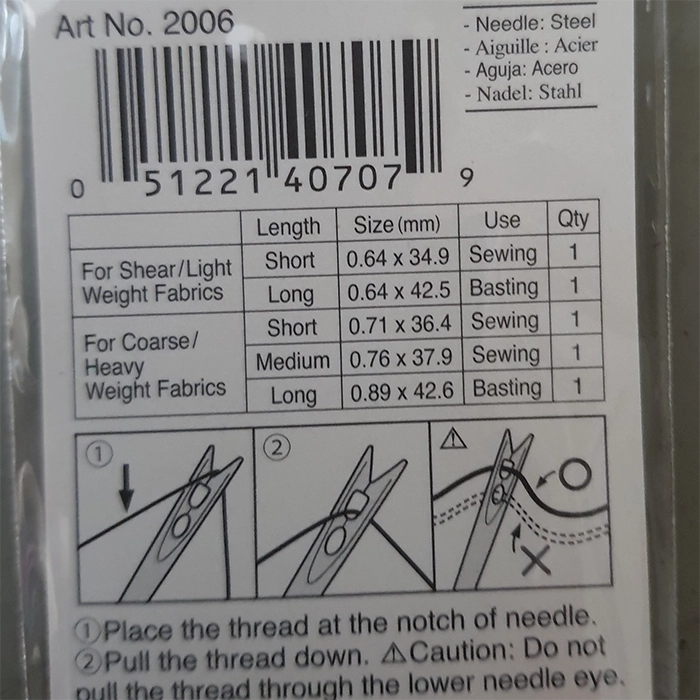 Art No. 2006
- Needle: Steel
- Aiguille : Acier
- Aguja: Acero
- Nadel: Stahl
0 51221 40707 9
Length Size (mm) Use Qty
For Shear/Light Weight Fabrics
Short 0.64 x 34.9 Sewing 1
Long 0.64 x 42.5 Basting 1
For Coarse/ Heavy Weight Fabrics
Short 0.71 x 36.4 Sewing 1
Medium 0.76 x 37.9 Sewing 1
Long 0.89 x 42.6 Basting 1
① ② ⚠
①Place the thread at the notch of needle.
②Pull the thread down. ⚠Caution: Do not
pull the thread through the lower needle eye.